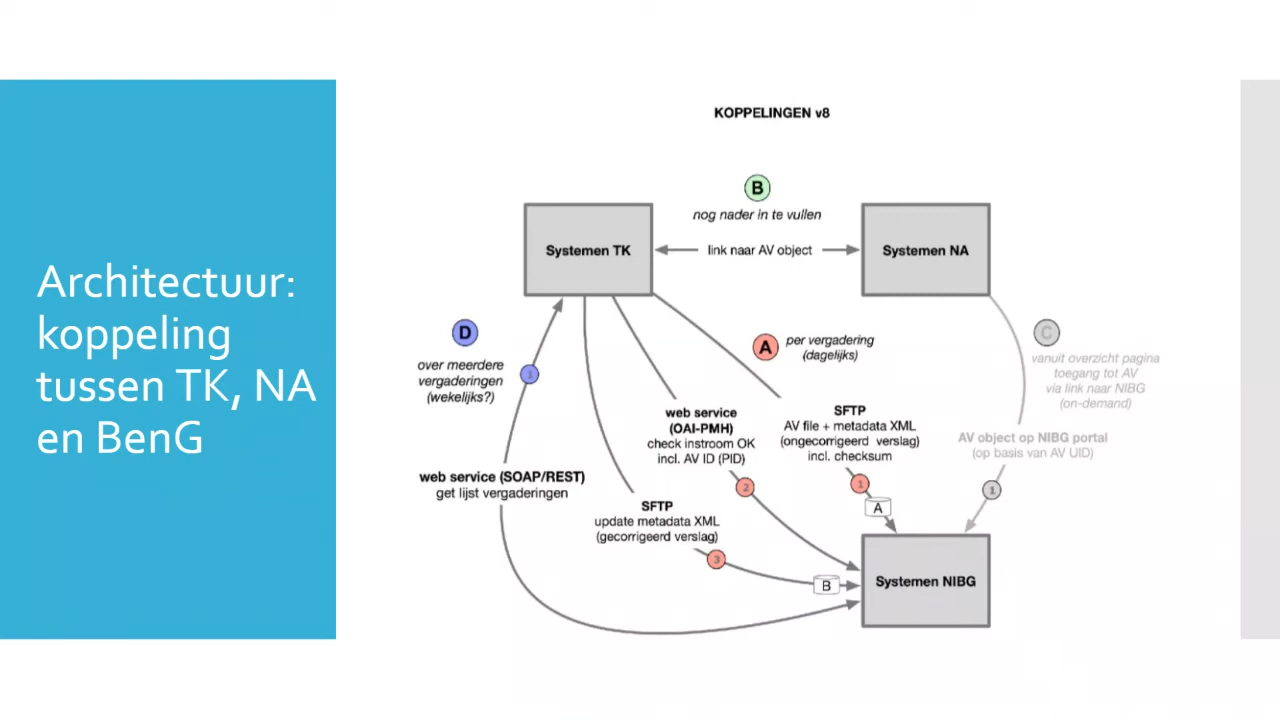 Architectuur:
koppeling
tussen TK, NA
en BenG
KOPPELINGEN v8
B
nog nader in te vullen
Systemen TK
link naar AV object
Systemen NA
D
over meerdere
vergaderingen
(wekelijks?)
1
A
per vergadering
(dagelijks)
C
vanuit overzicht pagina
toegang tot AV
via link naar NIBG
(on-demand)
web service
(OAI-PMH)
check instroom OK
incl. AV ID (PID)
2
SFTP
AV file + metadata XML
(ongecorrigeerd verslag)
incl. checksum
1
A
AV object op NIBG portal
(op basis van AV UID)
1
web service (SOAP/REST)
get lijst vergaderingen
SFTP
update metadata XML
(gecorrigeerd verslag)
3
B
Systemen NIBG